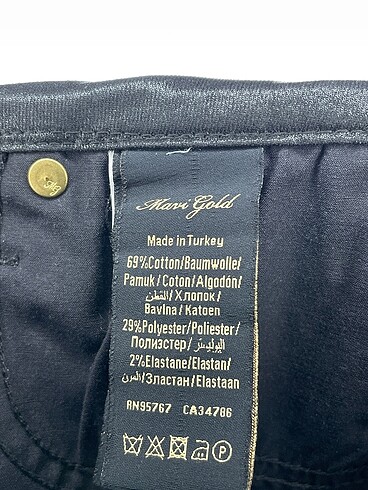 Mavi Gold
Made in Turkey
69%Cotton/Baumwolle/
Pamuk/Coton/Algodón/
القطن/Хлопок/
Bavlna/Katoen
29%Polyester/Poliester/
Полиэстер/البوليستر
2%Elastane/Elastan/
المرن/Эластан/Elastaan
RN95767 CA34786
P